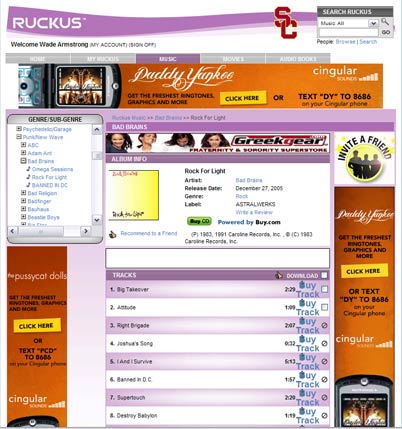 RUCKUS™
SC
SEARCH RUCKUS
Music All
GO
People: Browse | Search
Welcome Wade Armstrong (MY ACCOUNT) (SIGN OFF)
HOME
MY RUCKUS
MUSIC
MOVIES
AUDIO BOOKS
Daddy Yankee
GET THE FRESHEST RINGTONES,
GRAPHICS AND MORE
CLICK HERE
OR
TEXT "DY" TO 8686
on your Cingular phone
cingular
SOUNDS
GENRE/SUB-GENRE
Psychedelic/Garage
Punk/New Wave
ABC
Adam Ant
Bad Brains
Omega Sessions
Rock For Light
BANNED IN DC
Bad Religion
Badfinger
Bauhaus
Beastie Boys
Ruckus Music >> Bad Brains >> Rock For Light
BAD BRAINS
Greekgear.com
FRATERNITY & SORORITY SUPERSTORE
ALBUM INFO
Rock For Light
Artist: Bad Brains
Release Date: December 27, 2005
Genre: Rock
Label: ASTRALWERKS
Write a Review
Buy CD Powered by Buy.com
Recommend to a Friend
(P) 1983, 1991 Caroline Records, Inc. , © (C) 1983
Caroline Records, Inc.
TRACKS
DOWNLOAD
1. Big Takeover 2:29 Buy Track
2. Attitude 1:09 Buy Track
3. Right Brigade 2:07 Buy Track
4. Joshua's Song 0:32 Buy Track
5. I And I Survive 5:13 Buy Track
6. Banned In D.C. 1:57 Buy Track
7. Supertouch 2:20 Buy Track
8. Destroy Babylon 1:19 Buy Track
INVITE A FRIEND
Daddy Yankee
GET THE FRESHEST
RINGTONES,
GRAPHICS
AND MORE
CLICK HERE
OR TEXT
"DY" TO 8686
on your Cingular phone
cingular
SOUNDS
the pussycat dolls
GET THE FRESHEST
RINGTONES,
GRAPHICS AND MORE
CLICK HERE
OR TEXT
"PCD" TO 8686
on your Cingular phone
cingular
SOUNDS